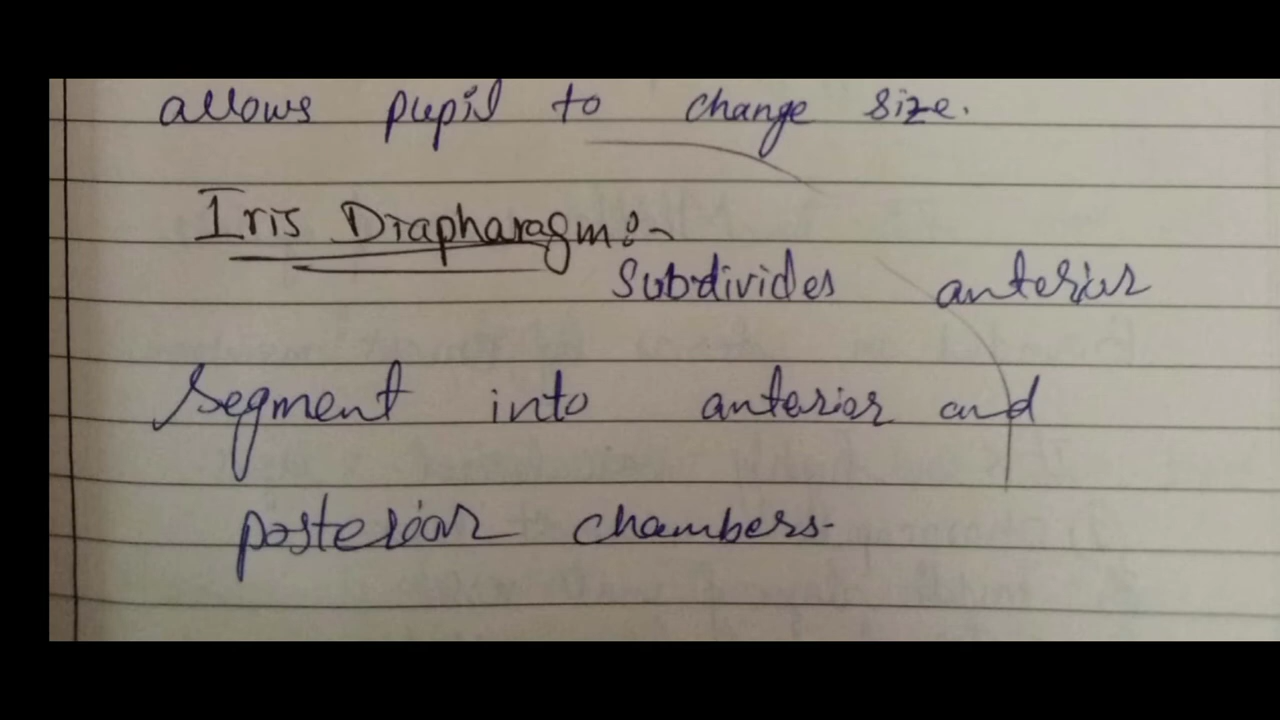 allows pupil to change size.
Iris Diapharagm :-
Subdivides anterior
Segment into anterior and
posterior chambers.